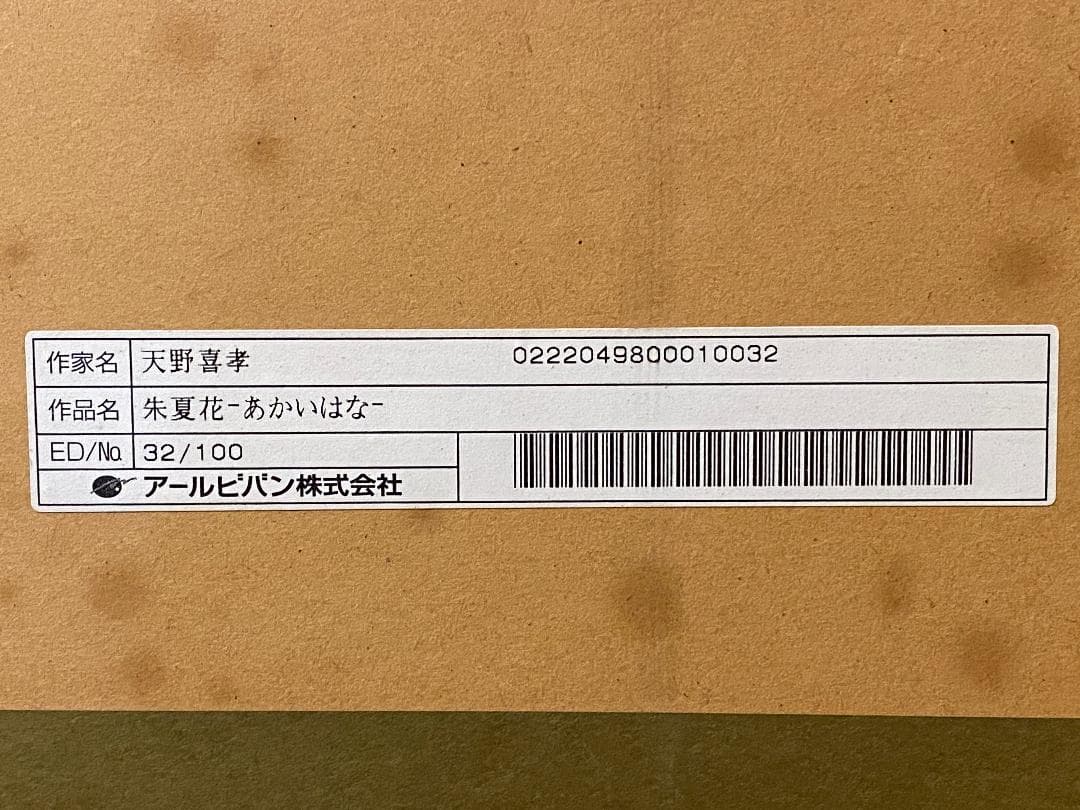 作家名 天野喜孝 0222049800010032
作品名 朱夏花-あかいはな-
ED/No. 32/100
アールビバン株式会社